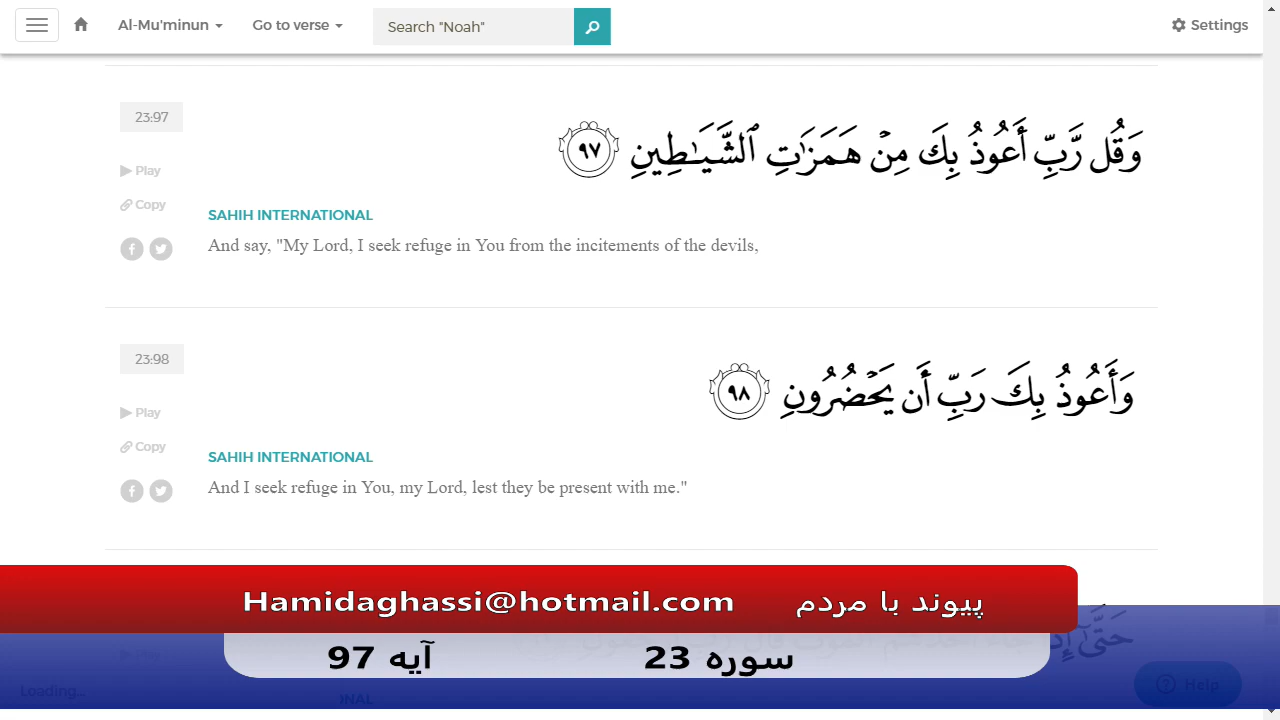 Al-Mu'minun Go to verse Search "Noah" Settings
23:97
وَقُل رَّبِّ أَعُوذُ بِكَ مِنْ هَمَزَٰتِ ٱلشَّيَـٰطِينِ ٩٧
Play
Copy
SAHIH INTERNATIONAL
And say, "My Lord, I seek refuge in You from the incitements of the devils,
23:98
وَأَعُوذُ بِكَ رَبِّ أَن يَحْضُرُونِ ٩٨
Play
Copy
SAHIH INTERNATIONAL
And I seek refuge in You, my Lord, lest they be present with me."
پیوند با مردم Hamidaghassi@hotmail.com
سوره 23 آیه 97
Play
Loading...
Help